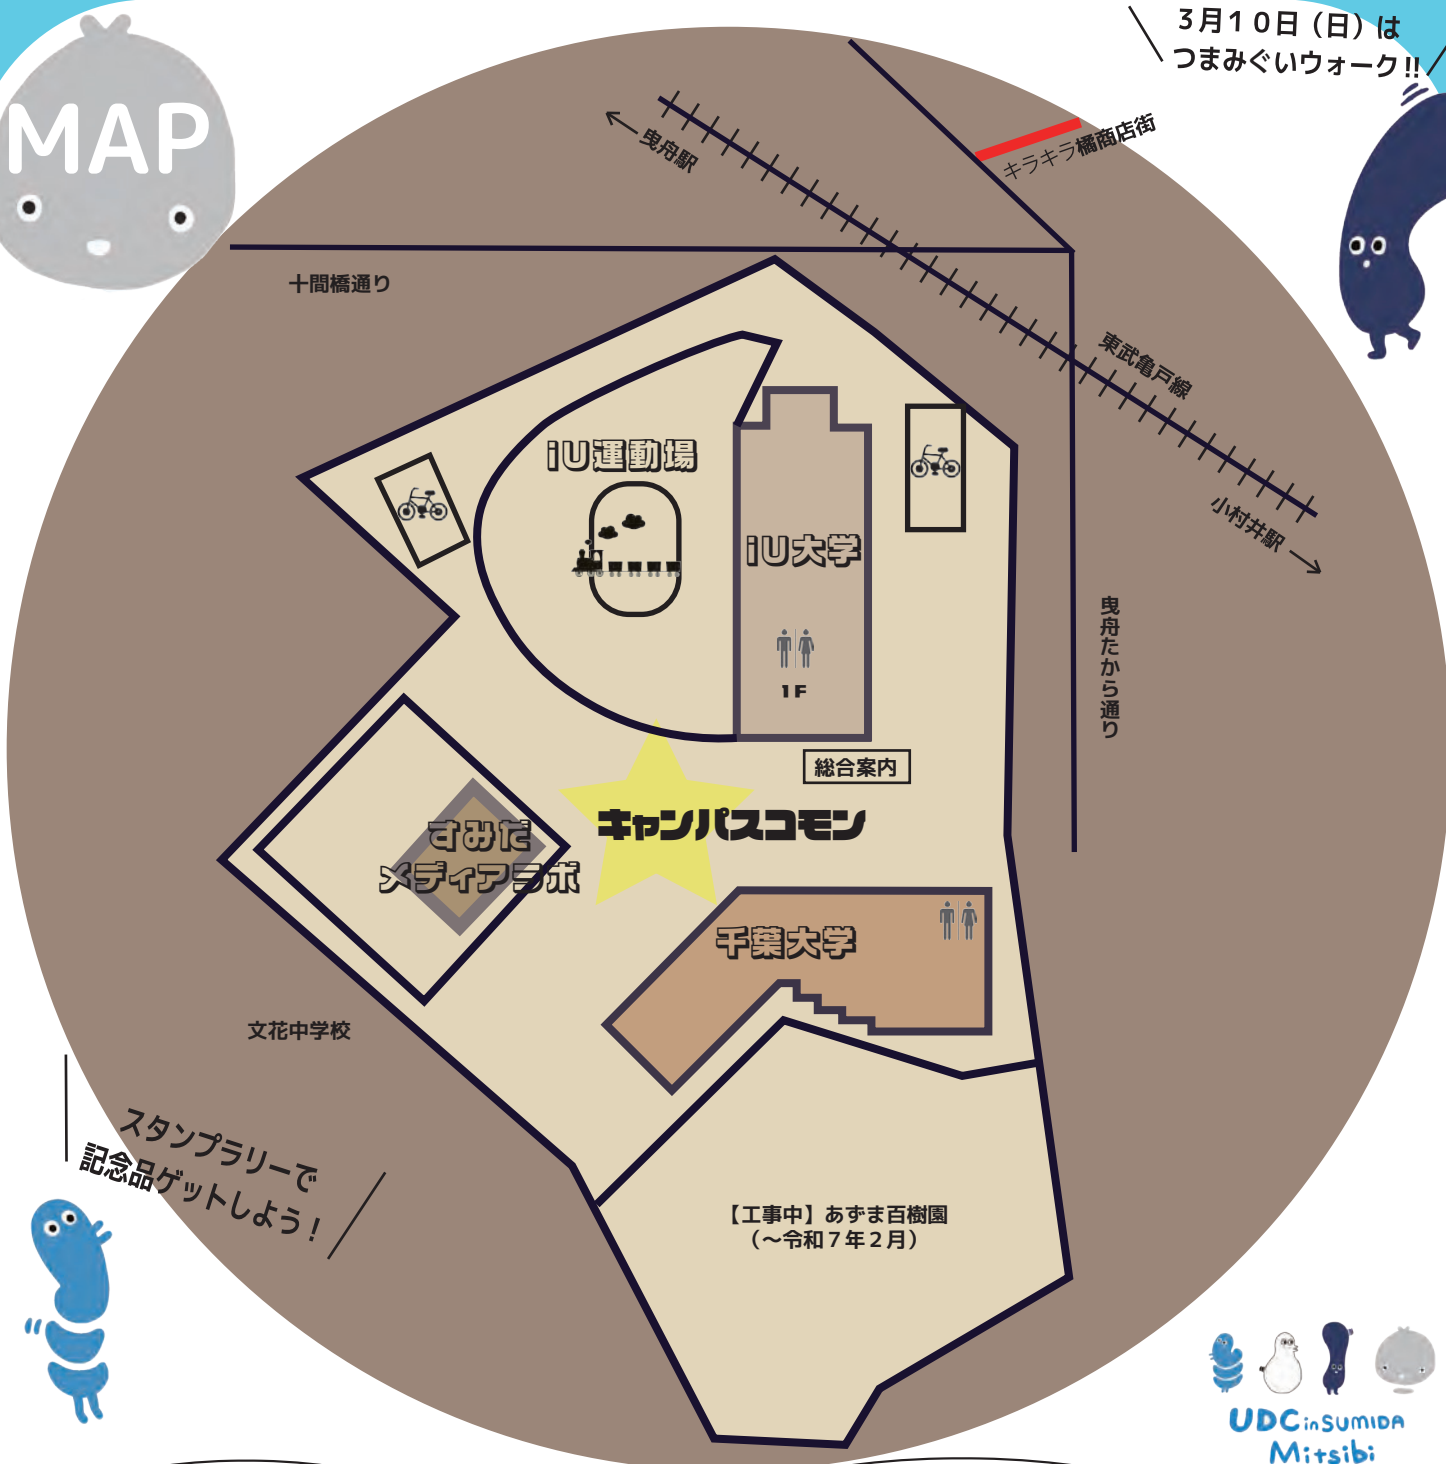 MAP
3月10日（日）は
つまみぐいウォーク!!
キラキラ橘商店街
曳舟駅
十間橋通り
東武亀戸線
小村井駅
曳舟たから通り
iU運動場
iU大学
1F
総合案内
キャンパスコモン
すみだ
メディアラボ
千葉大学
文花中学校
スタンプラリーで
記念品ゲットしよう！
【工事中】あずま百樹園
（～令和７年２月）
UDCinSUMIDA
Mitsibi